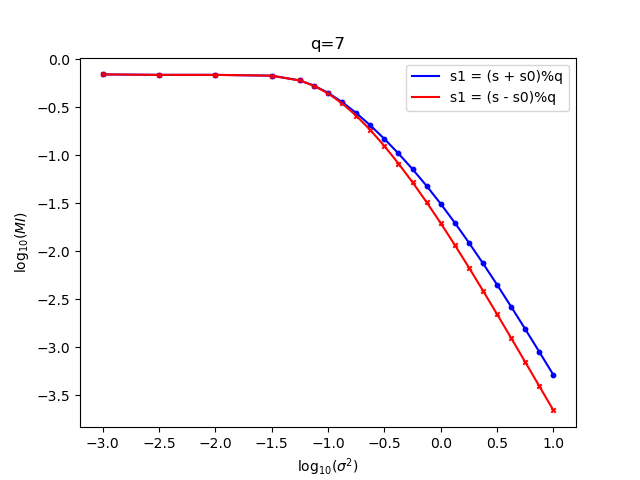 q=7
s1 = (s + s0)%q
s1 = (s - s0)%q
log₁₀(MI)
0.0
−0.5
−1.0
−1.5
−2.0
−2.5
−3.0
−3.5
−3.0 −2.5 −2.0 −1.5 −1.0 −0.5 0.0 0.5 1.0
log₁₀(σ²)